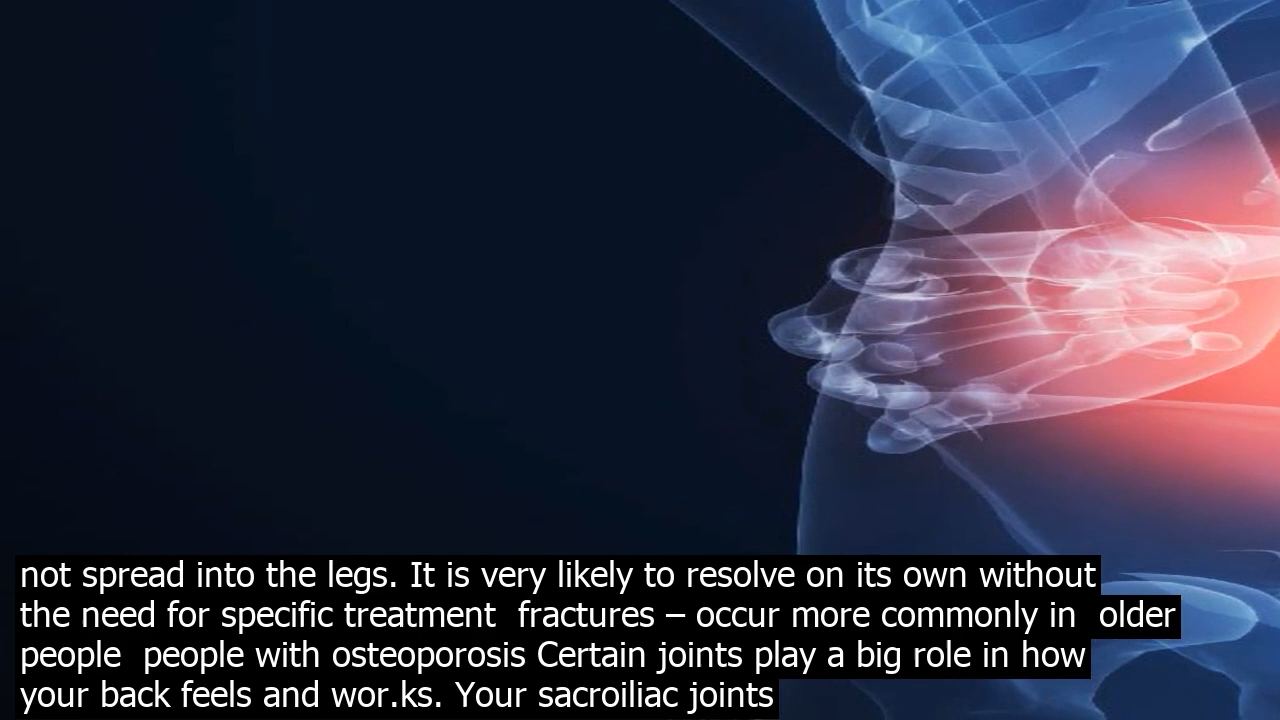 not spread into the legs. It is very likely to resolve on its own without
the need for specific treatment  fractures – occur more commonly in  older
people  people with osteoporosis Certain joints play a big role in how
your back feels and wor.ks. Your sacroiliac joints